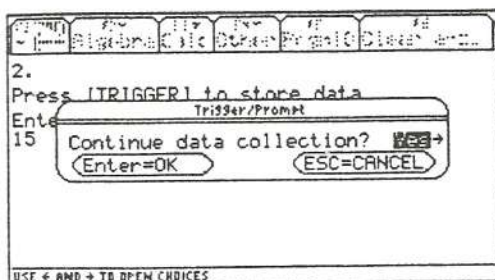 Algebra Calc Other PrgmIO Clear
2.
Press [TRIGGER] to store data
Ente
Trigger/Prompt
15
Continue data collection? Yes→
Enter=OK ESC=CANCEL
USE ← AND → TO OPEN CHOICES